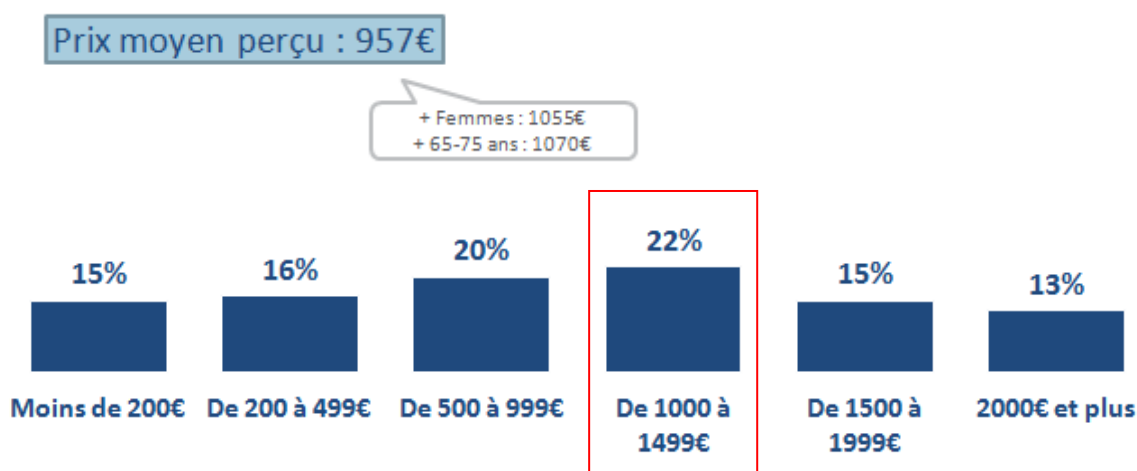 Prix moyen perçu : 957€
+ Femmes : 1055€
+ 65-75 ans : 1070€
15%
16%
20%
22%
15%
13%
Moins de 200€
De 200 à 499€
De 500 à 999€
De 1000 à
1499€
De 1500 à
1999€
2000€ et plus